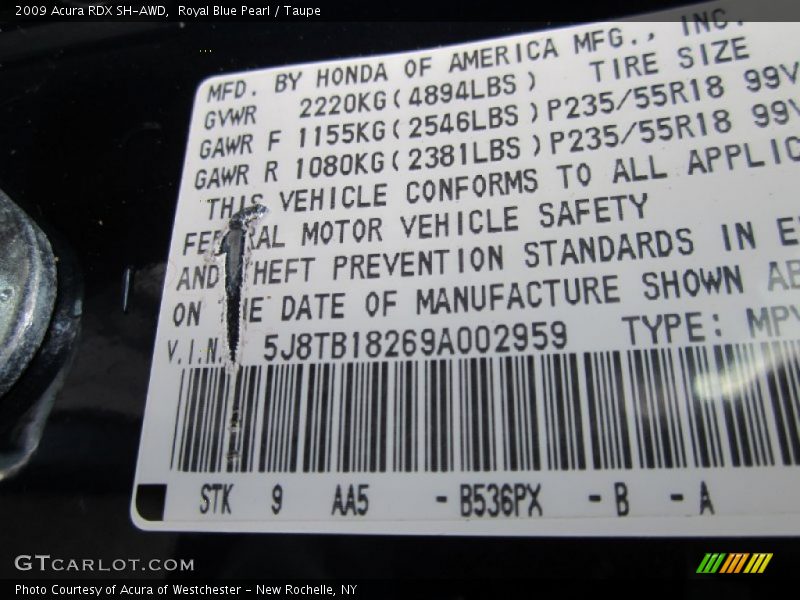 2009 Acura RDX SH-AWD,  Royal Blue Pearl / Taupe
MFD. BY HONDA OF AMERICA MFG., INC.
GVWR 2220KG(4894LBS) TIRE SIZE
GAWR F 1155KG(2546LBS)P235/55R18 99V
GAWR R 1080KG(2381LBS)P235/55R18 99V
THIS VEHICLE CONFORMS TO ALL APPLIC
MOTOR VEHICLE SAFETY
AND PREVENTION STANDARDS IN E
ON DATE OF MANUFACTURE SHOWN AB
V.I.N. 5J8TB18269A002959 TYPE: MPV
STK 9 AA5 -B536PX -B -A
GTCARLOT.COM
Photo Courtesy of Acura of Westchester - New Rochelle, NY